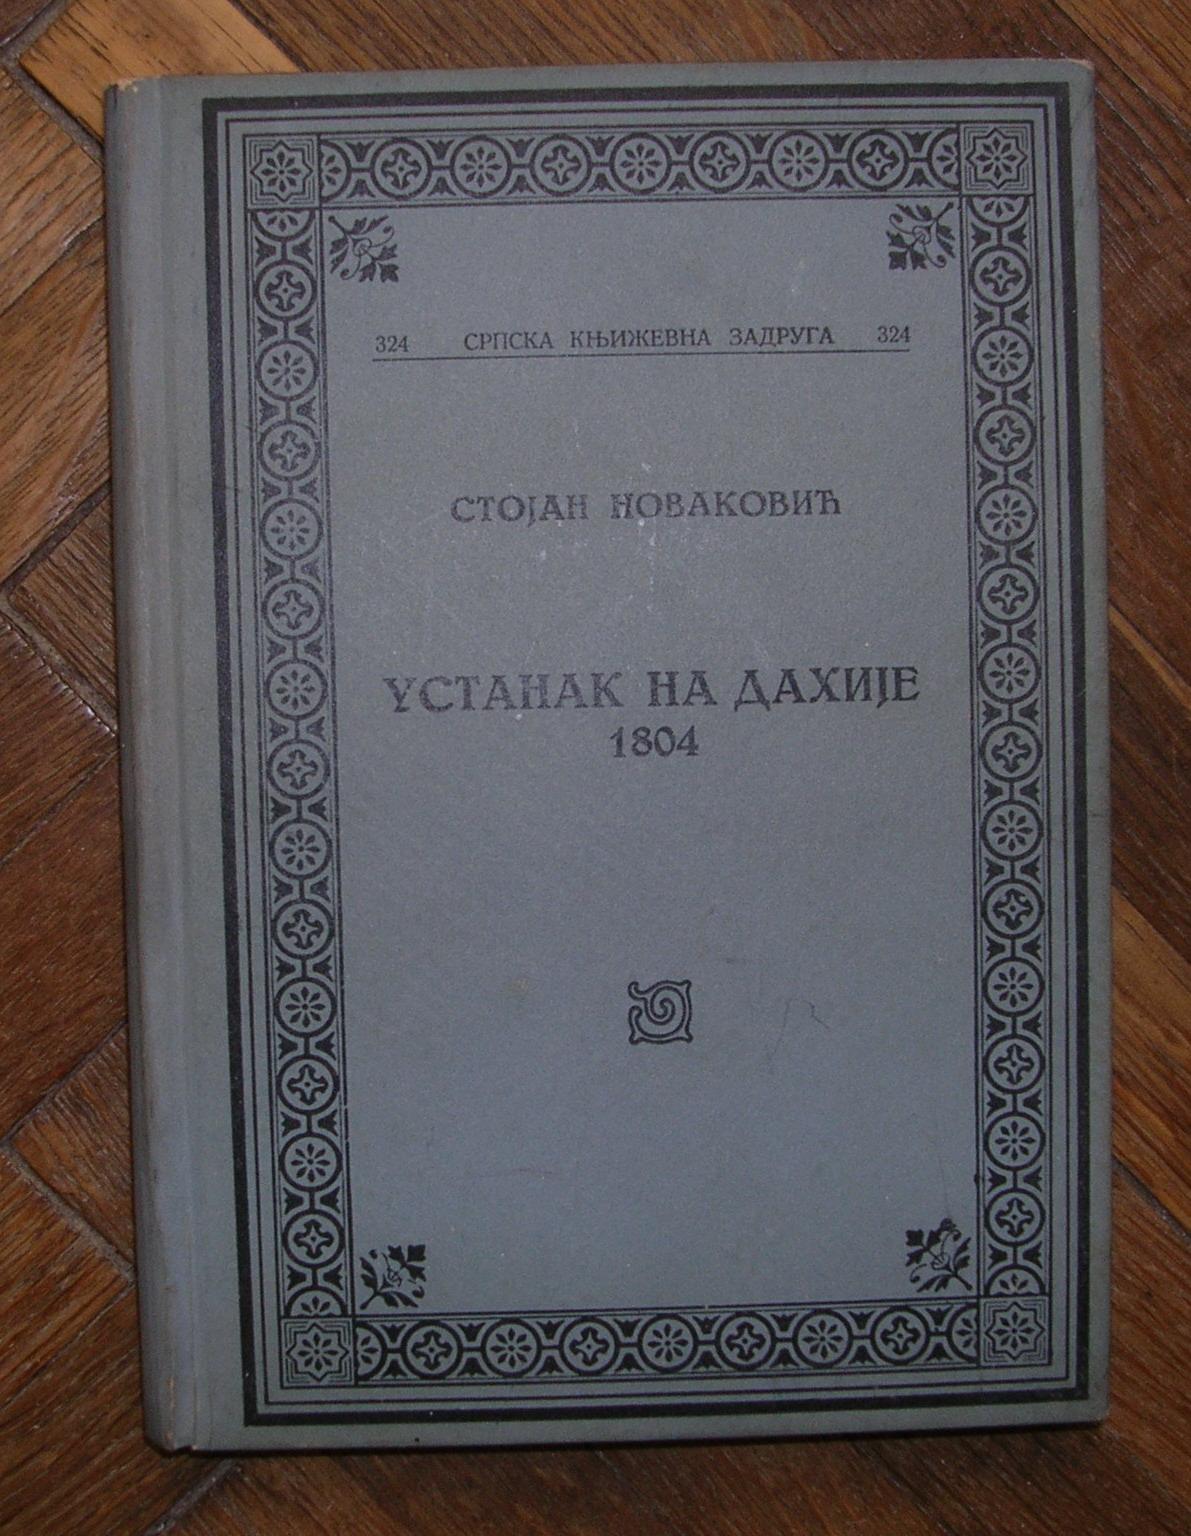 324 СРПСКА КЊИЖЕВНА ЗАДРУГА 324
СТОЈАН НОВАКОВИЋ
УСТАНАК НА ДАХИЈЕ
1804